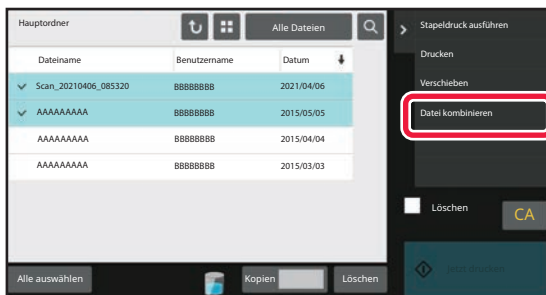 Hauptordner
Alle Dateien
Dateiname Benutzername Datum
Scan_20210406_085320 BBBBBBBB 2021/04/06
AAAAAAAAA BBBBBBBB 2015/05/05
AAAAAAAAA BBBBBBBB 2015/04/04
AAAAAAAAA BBBBBBBB 2015/03/03
Alle auswählen
Kopien
Löschen
Stapeldruck ausführen
Drucken
Verschieben
Datei kombinieren
Löschen
CA
Jetzt drucken